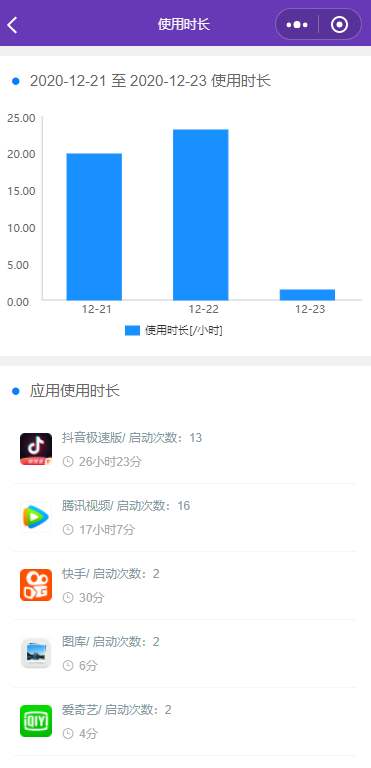 使用时长
2020-12-21 至 2020-12-23 使用时长
25.00
20.00
15.00
10.00
5.00
0.00
12-21
12-22
12-23
使用时长[/小时]
应用使用时长
抖音极速版/ 启动次数：13
26小时23分
腾讯视频/ 启动次数：16
17小时7分
快手/ 启动次数：2
30分
图库/ 启动次数：2
6分
爱奇艺/ 启动次数：2
QIY
4分